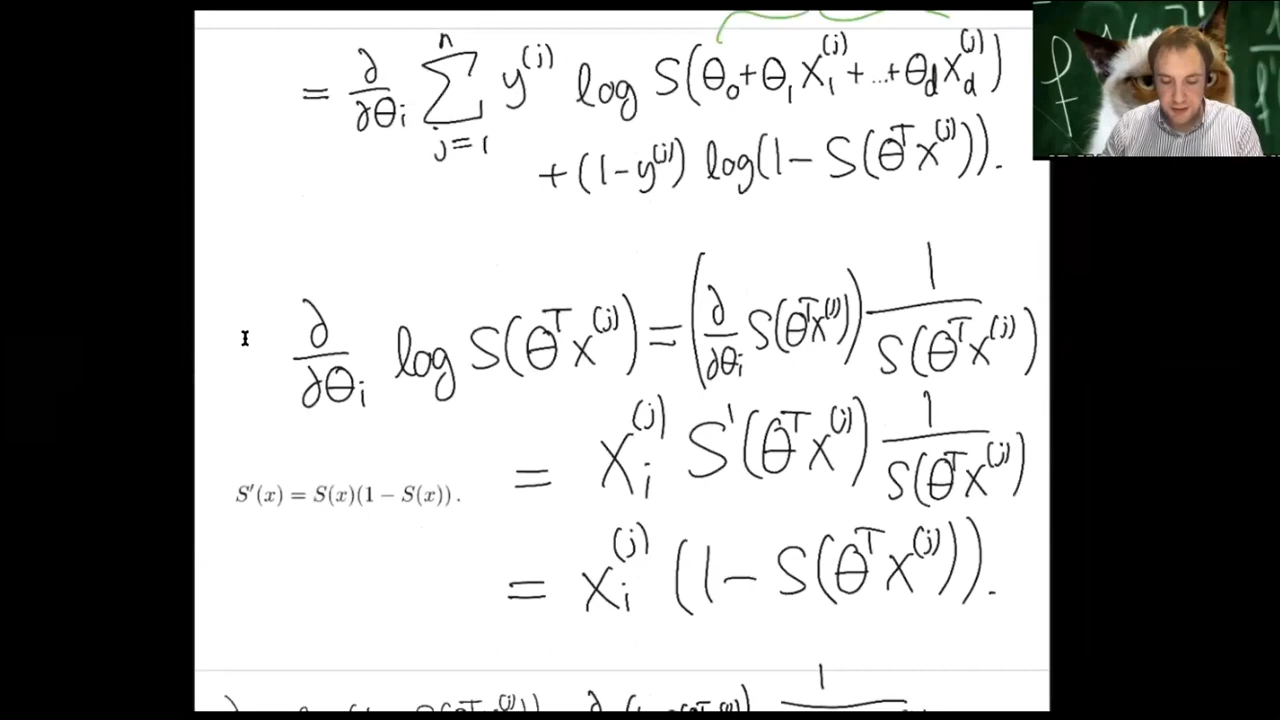 = ∂/∂θ_i Σ_{j=1}^{n} y^{(j)} log S(θ_0+θ_1 x_1^{(j)}+...+θ_d x_d^{(j)})
+(1-y^{(j)}) log(1-S(θ^T x^{(j)})).
∂/∂θ_i log S(θ^T x^{(j)}) = (∂/∂θ_i S(θ^T x^{(j)})) 1/S(θ^T x^{(j)})
= x_i^{(j)} S'(θ^T x^{(j)}) 1/S(θ^T x^{(j)})
S′(x) = S(x)(1 − S(x)) .
= x_i^{(j)} (1-S(θ^T x^{(j)})).